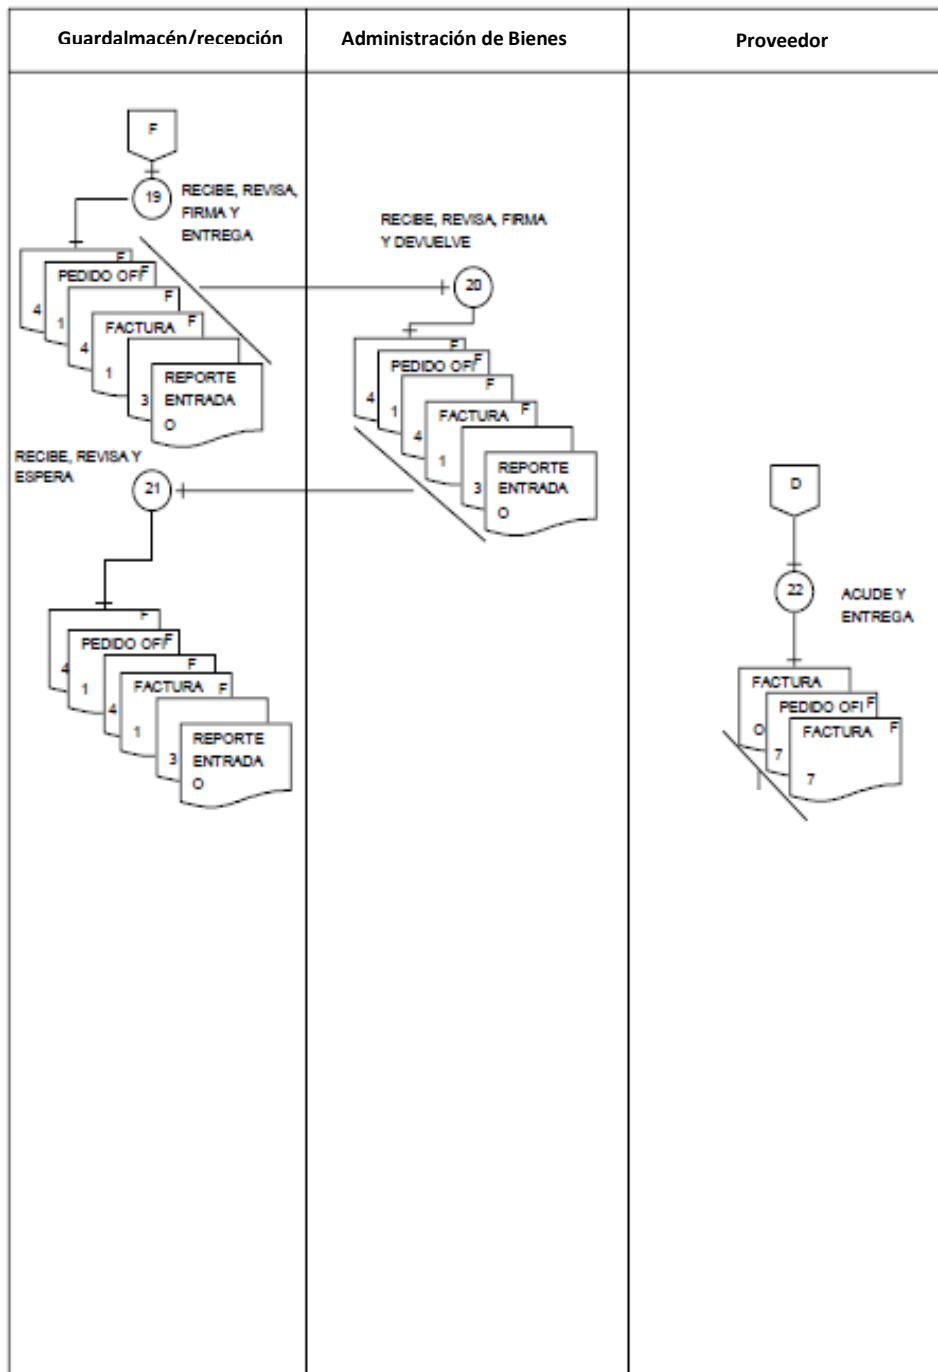 Guardalmacén/recepción
Administración de Bienes
Proveedor
F
19
RECIBE, REVISA,
FIRMA Y
ENTREGA
F
PEDIDO OFI F
F
4
1
FACTURA F
4
1
REPORTE
3 ENTRADA
O
RECIBE, REVISA, FIRMA
Y DEVUELVE
20
F
PEDIDO OFI F
F
4
1
FACTURA F
4
1
REPORTE
3 ENTRADA
O
RECIBE, REVISA Y
ESPERA
21
F
PEDIDO OFI F
F
4
1
FACTURA F
4
1
REPORTE
3 ENTRADA
O
D
22
ACUDE Y
ENTREGA
FACTURA
PEDIDO OFI F
O
FACTURA F
7
7